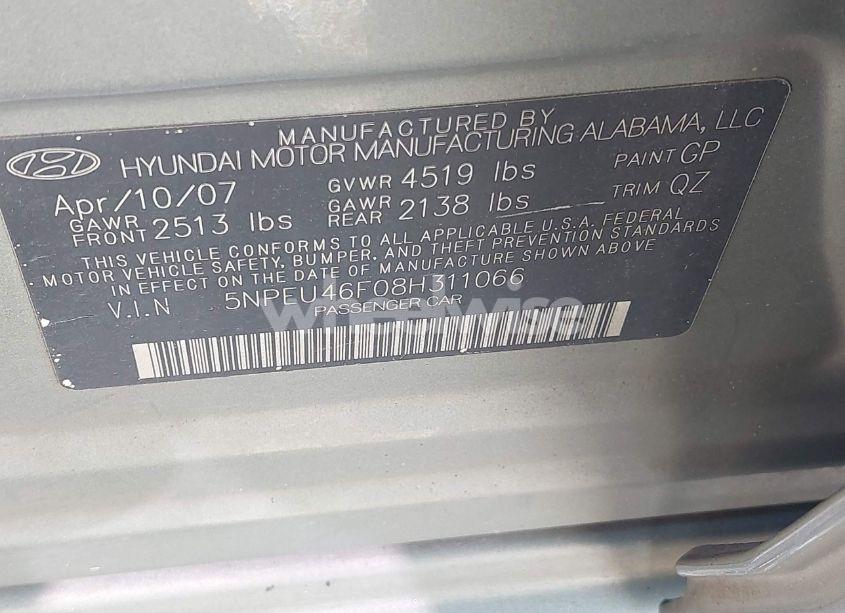 MANUFACTURED BY
HYUNDAI MOTOR MANUFACTURING ALABAMA, LLC
Apr/10/07 GVWR 4519 lbs PAINT GP
GAWR FRONT 2513 lbs GAWR REAR 2138 lbs TRIM QZ
THIS VEHICLE CONFORMS TO ALL APPLICABLE U.S.A. FEDERAL
MOTOR VEHICLE SAFETY, BUMPER, AND THEFT PREVENTION STANDARDS
IN EFFECT ON THE DATE OF MANUFACTURE SHOWN ABOVE
V.I.N 5NPEU46F08H311066
PASSENGER CAR
wheelwise